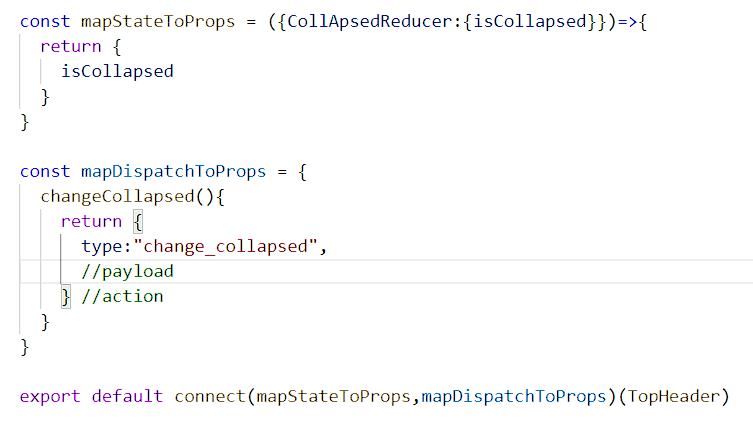 const mapStateToProps = ({CollApsedReducer:{isCollapsed}})=>{
return {
isCollapsed
}
}
const mapDispatchToProps = {
changeCollapsed(){
return {
type:"change_collapsed",
//payload
} //action
}
}
export default connect(mapStateToProps,mapDispatchToProps)(TopHeader)